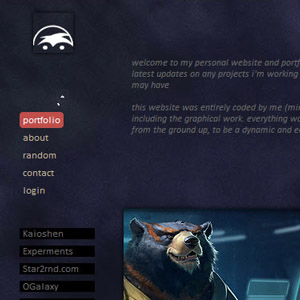 welcome to my personal website and portf
latest updates on any projects i'm working
may have
this website was entirely coded by me (mi
including the graphical work. everything wa
from the ground up, to be a dynamic and e
portfolio
about
random
contact
login
Kaioshen
Experments
Star2rnd.com
OGalaxy